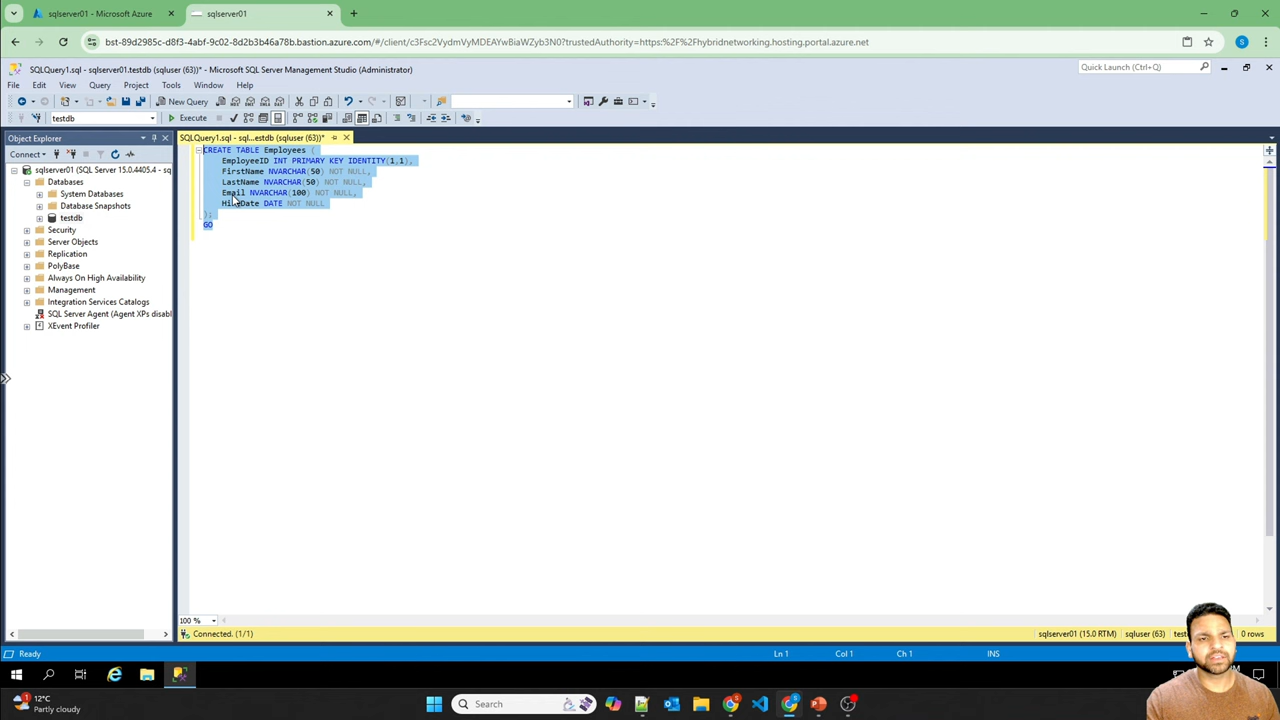 sqlserver01 - Microsoft Azure
sqlserver01
bst-89d2985c-d8f3-4abf-9c02-8d2b3b46a78b.bastion.azure.com/#/client/c3Fsc2VydmVyMDEAYwBiaWZyb3N0?trustedAuthority=https:%2F%2Fhybridnetworking.hosting.portal.azure.net
SQLQuery1.sql - sqlserver01.testdb (sqluser (63))* - Microsoft SQL Server Management Studio (Administrator)
Quick Launch (Ctrl+Q)
File Edit View Query Project Tools Window Help
New Query
testdb
Execute
Object Explorer
SQLQuery1.sql - sql...estdb (sqluser (63))*
Connect
sqlserver01 (SQL Server 15.0.4405.4 - sq
Databases
System Databases
Database Snapshots
testdb
Security
Server Objects
Replication
PolyBase
Always On High Availability
Management
Integration Services Catalogs
SQL Server Agent (Agent XPs disabl
XEvent Profiler
CREATE TABLE Employees (
EmployeeID INT PRIMARY KEY IDENTITY(1,1),
FirstName NVARCHAR(50) NOT NULL,
LastName NVARCHAR(50) NOT NULL,
Email NVARCHAR(100) NOT NULL,
HireDate DATE NOT NULL
);
GO
100 %
Connected. (1/1)
sqlserver01 (15.0 RTM)
sqluser (63)
0 rows
Ready
Ln 1
Col 1
Ch 1
INS
12°C
Partly cloudy
Search